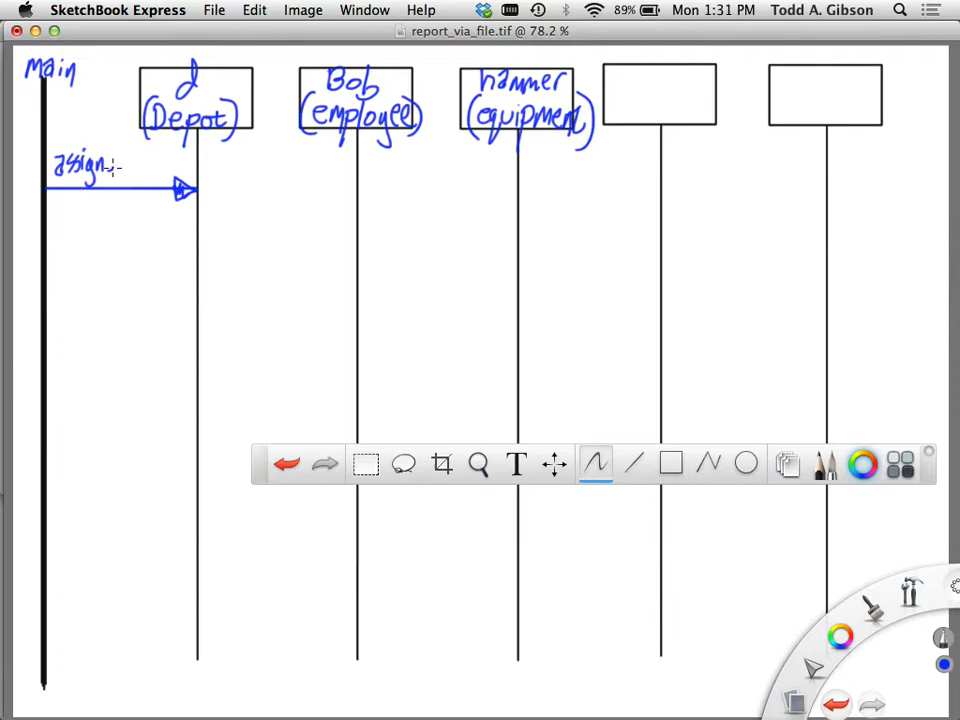 SketchBook Express File Edit Image Window Help 89% Mon 1:31 PM Todd A. Gibson
report_via_file.tif @ 78.2 %
Main
d
(Depot)
Bob
(employee)
hammer
(equipment)
assign
T